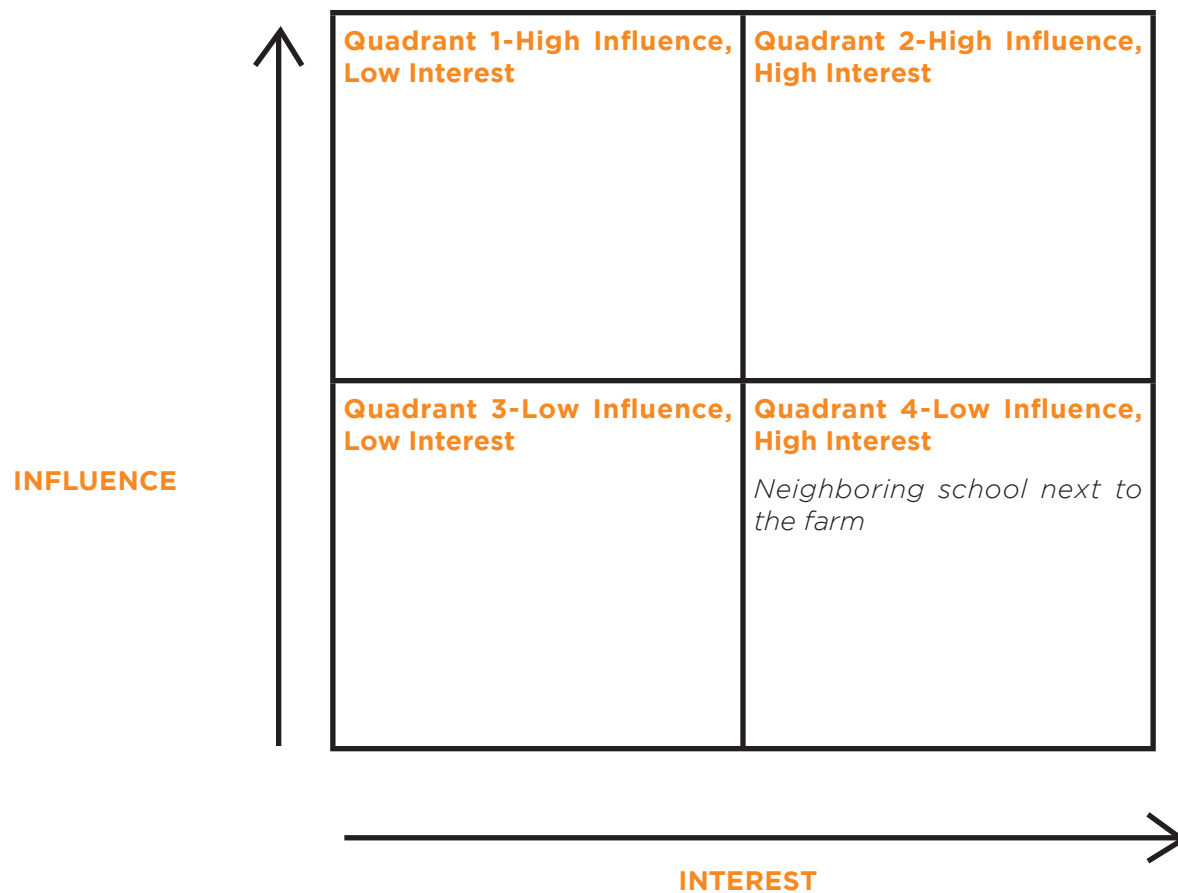 Quadrant 1-High Influence,
Low Interest
Quadrant 2-High Influence,
High Interest
Quadrant 3-Low Influence,
Low Interest
Quadrant 4-Low Influence,
High Interest
Neighboring school next to
the farm
INFLUENCE
INTEREST